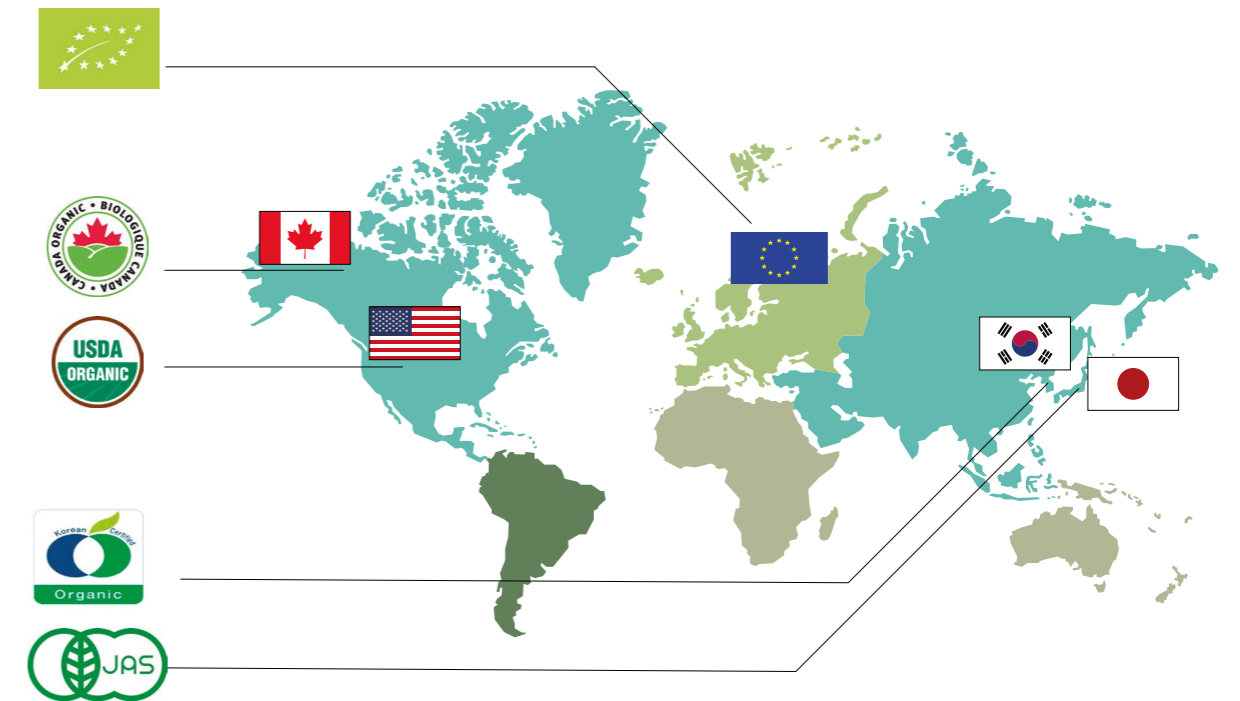 CANADA ORGANIC • BIOLOGIQUE CANADA •
USDA
ORGANIC
Korean Certified
Organic
JAS